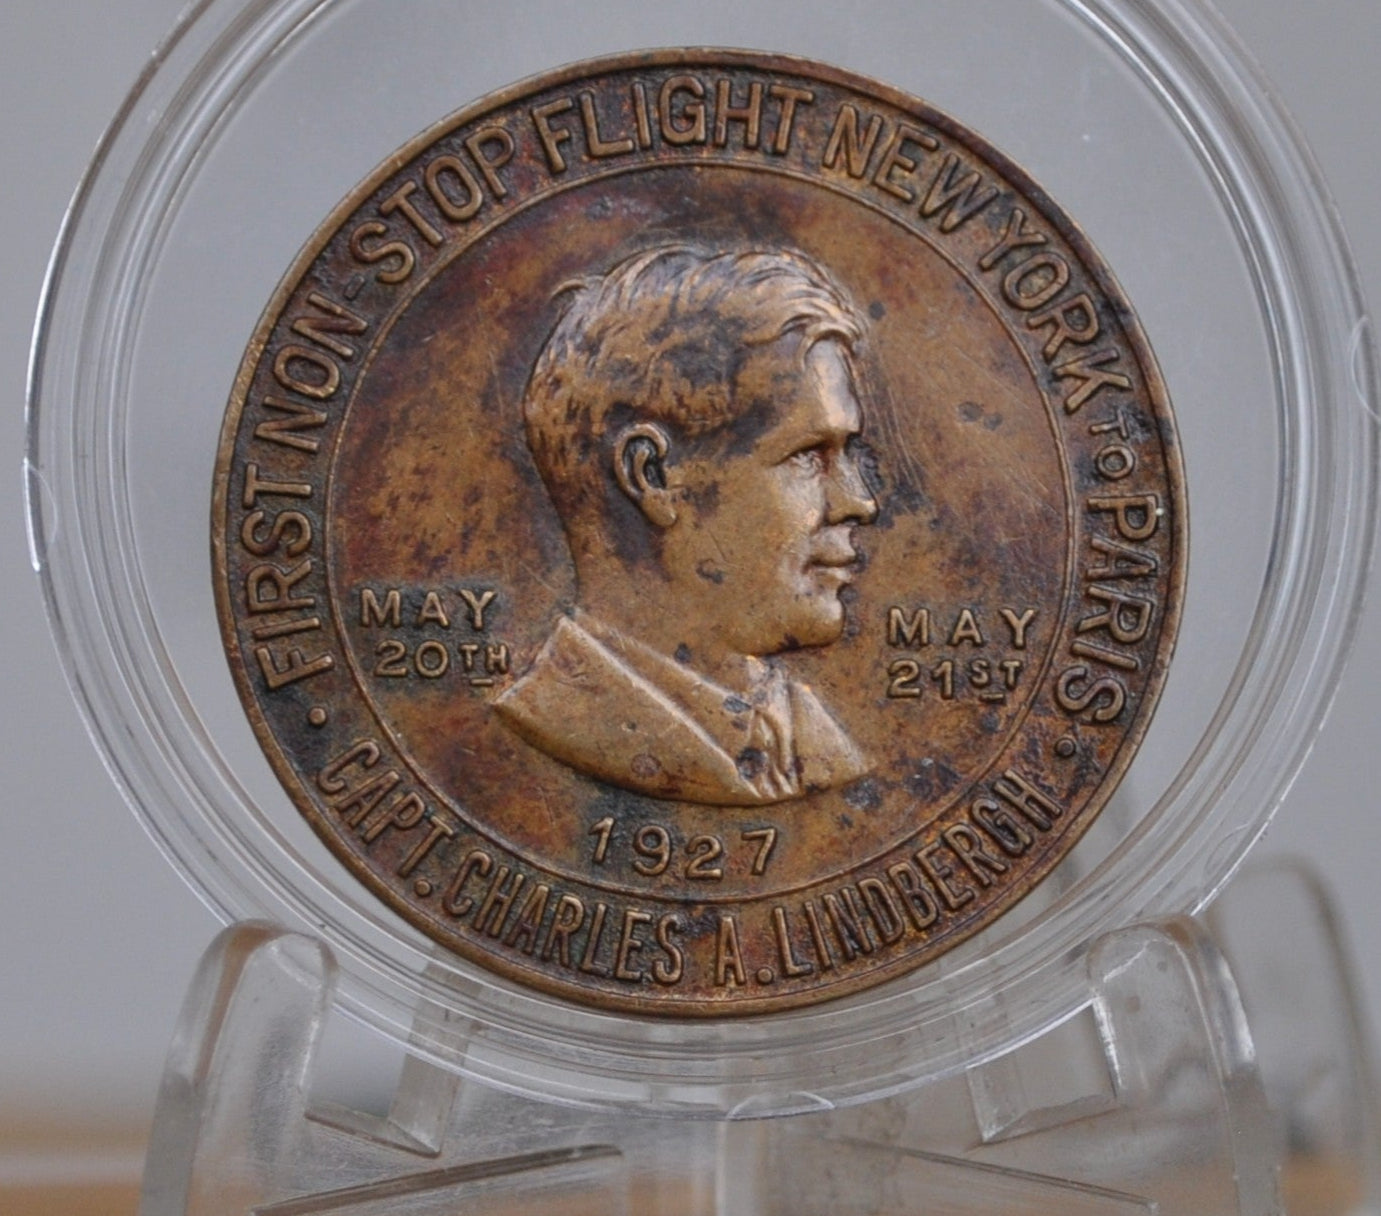 FIRST NON-STOP FLIGHT NEW YORK TO PARIS
MAY
20TH
MAY
21ST
1927
· CAPT. CHARLES A. LINDBERGH ·